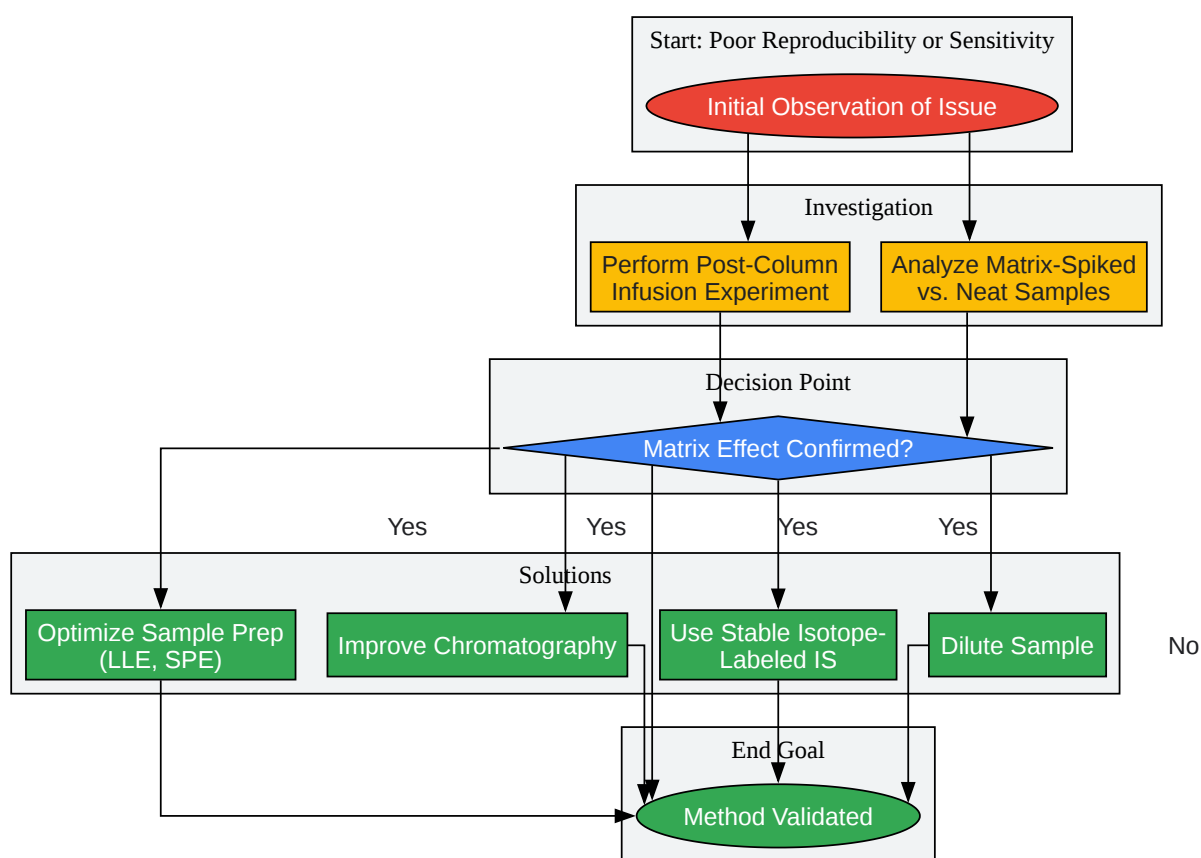 Start: Poor Reproducibility or Sensitivity
Initial Observation of Issue
Investigation
Perform Post-Column
Infusion Experiment
Analyze Matrix-Spiked
vs. Neat Samples
Decision Point
Matrix Effect Confirmed?
Yes
Yes
Yes
Yes
Solutions
Optimize Sample Prep
(LLE, SPE)
Improve Chromatography
Use Stable Isotope-
Labeled IS
Dilute Sample
No
End Goal
Method Validated